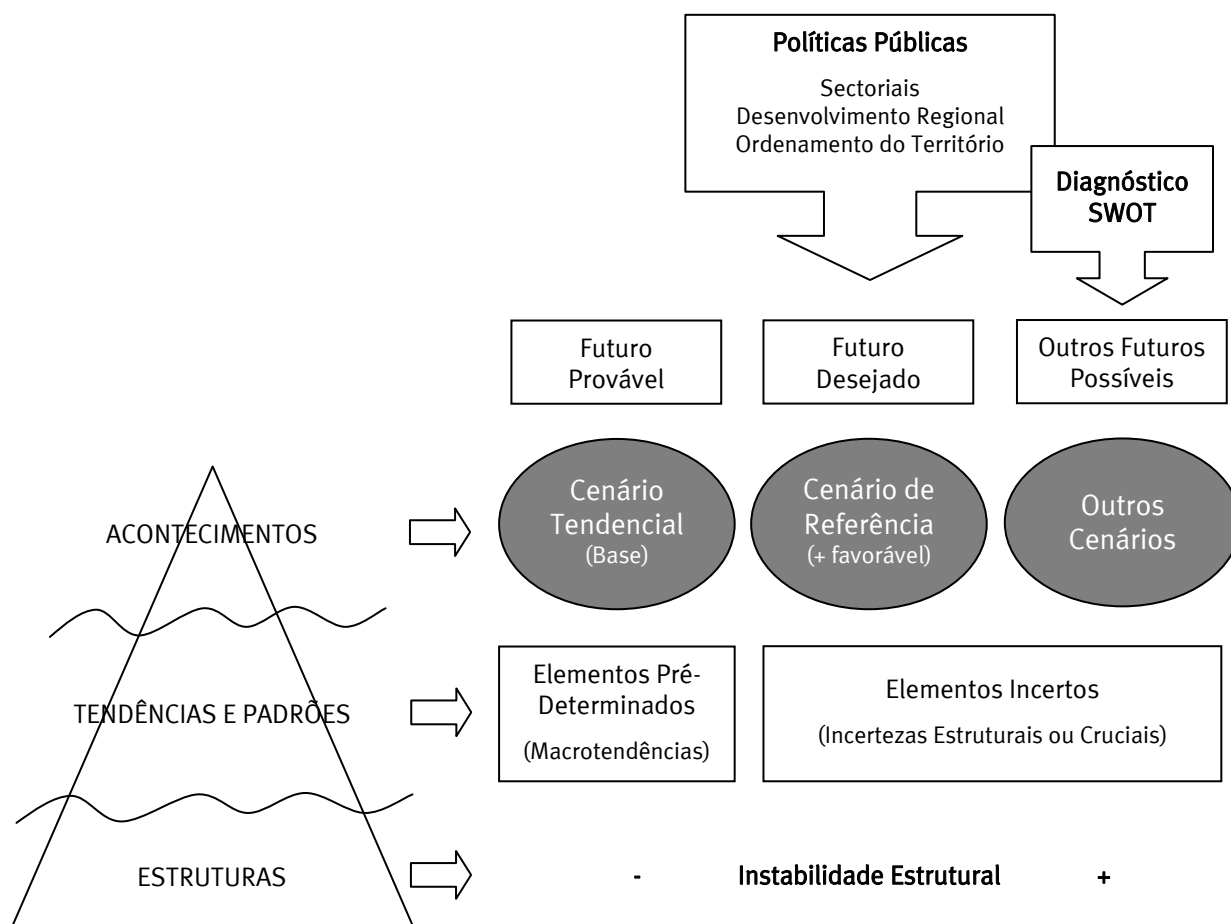 Políticas Públicas
Sectoriais
Desenvolvimento Regional
Ordenamento do Território
Diagnóstico
SWOT
Futuro
Provável
Futuro
Desejado
Outros Futuros
Possíveis
ACONTECIMENTOS
Cenário
Tendencial
(Base)
Cenário de
Referência
(+ favorável)
Outros
Cenários
TENDÊNCIAS E PADRÕES
Elementos Pré-
Determinados
(Macrotendências)
Elementos Incertos
(Incertezas Estruturais ou Cruciais)
ESTRUTURAS
- Instabilidade Estrutural +